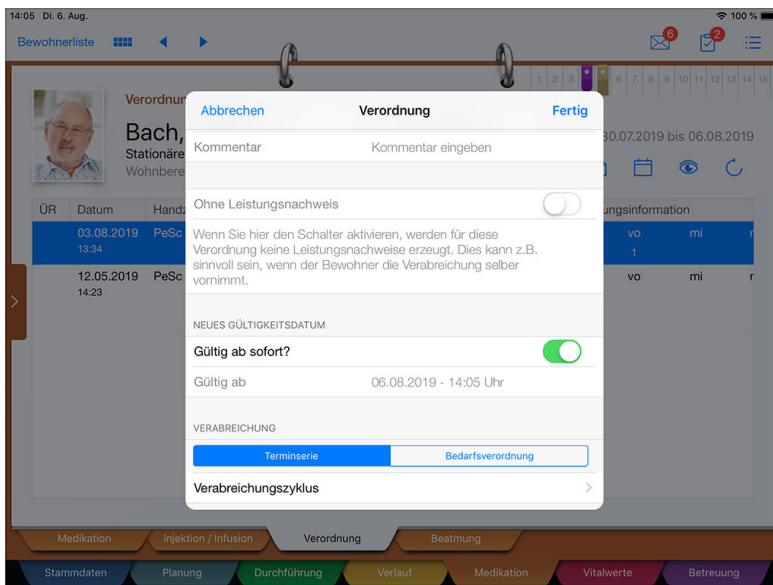 14:05 Di. 6. Aug. 100 %
Bewohnerliste 6 2
1 2 3 6 7 8 9 10 11 12 13 14 15
Verordnun
Bach,
Stationäre
Wohnbere
30.07.2019 bis 06.08.2019
ÜR Datum Handz ungsinformation
03.08.2019 PeSc vo mi
13:34 1
12.05.2019 PeSc vo mi
14:23
Abbrechen Verordnung Fertig
Kommentar Kommentar eingeben
Ohne Leistungsnachweis
Wenn Sie hier den Schalter aktivieren, werden für diese
Verordnung keine Leistungsnachweise erzeugt. Dies kann z.B.
sinnvoll sein, wenn der Bewohner die Verabreichung selber
vornimmt.
NEUES GÜLTIGKEITSDATUM
Gültig ab sofort?
Gültig ab 06.08.2019 - 14:05 Uhr
VERABREICHUNG
Terminserie Bedarfsverordnung
Verabreichungszyklus
Medikation Injektion / Infusion Verordnung Beatmung
Stammdaten Planung Durchführung Verlauf Medikation Vitalwerte Betreuung